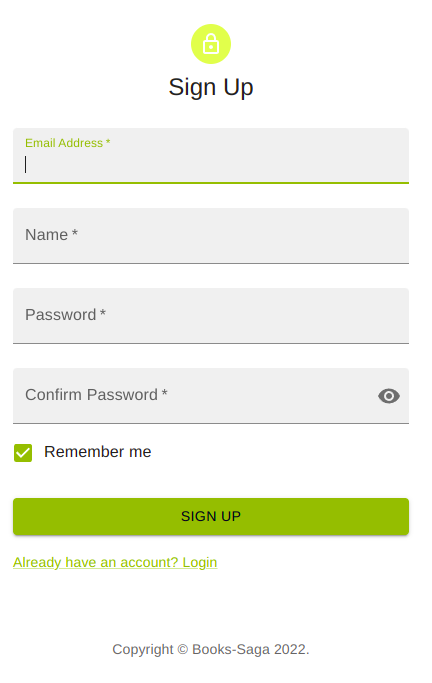 Sign Up
Email Address *
Name *
Password *
Confirm Password *
Remember me
SIGN UP
Already have an account? Login
Copyright © Books-Saga 2022.